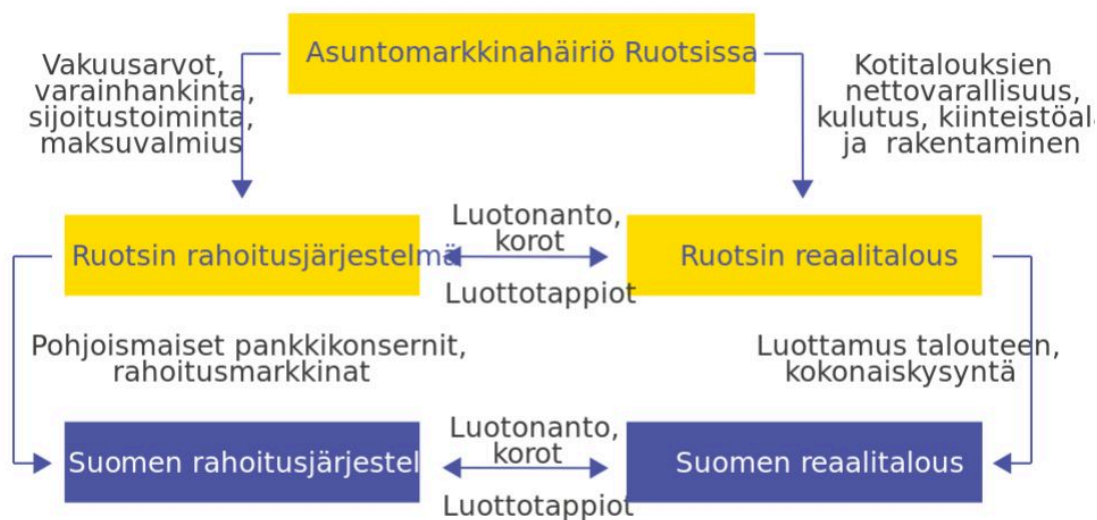 Asuntomarkkinahäiriö Ruotsissa
Vakuusarvot,
varainhankinta,
sijoitustoiminta,
maksuvalmius
Kotitalouksien
nettovarallisuus,
kulutus, kiinteistöala
ja rakentaminen
Ruotsin rahoitusjärjestelmä
Luotonanto,
korot
Luottotappiot
Ruotsin reaalitalous
Pohjoismaiset pankkikonsernit,
rahoitusmarkkinat
Luottamus talouteen,
kokonaiskysyntä
Suomen rahoitusjärjestel
Luotonanto,
korot
Luottotappiot
Suomen reaalitalous